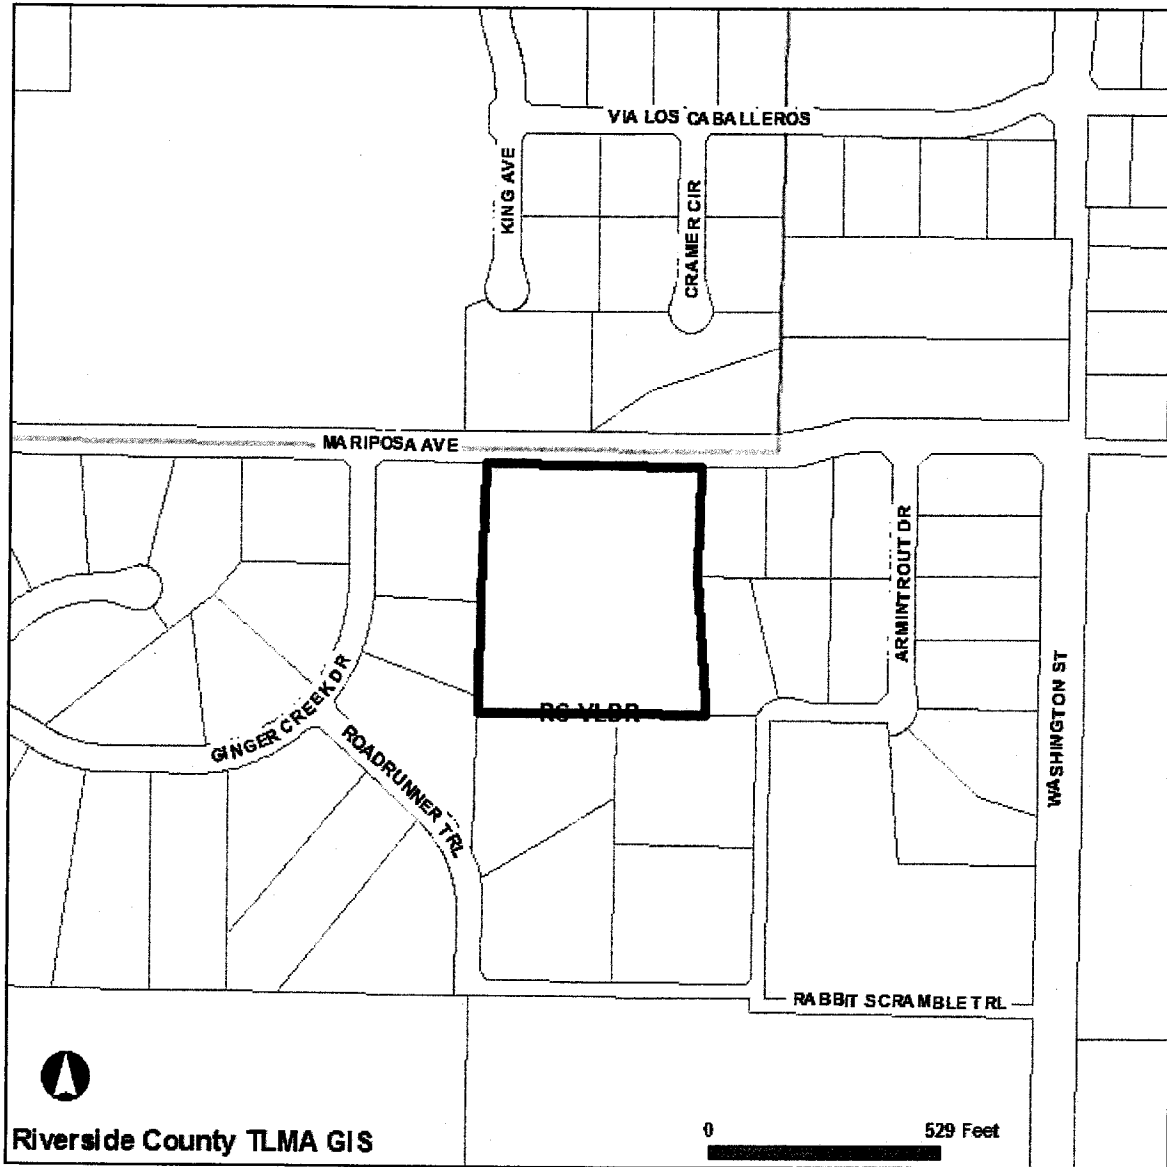 VIA LOS CABALLEROS
KING AVE
CRAMER CIR
MARIPOSA AVE
ARMINTROUT DR
WASHINGTON ST
GINGER CREEK DR
RC-VLDR
ROADRUNNER TRL
RABBIT SCRAMBLE TRL
Riverside County TLMA GIS
0 529 Feet